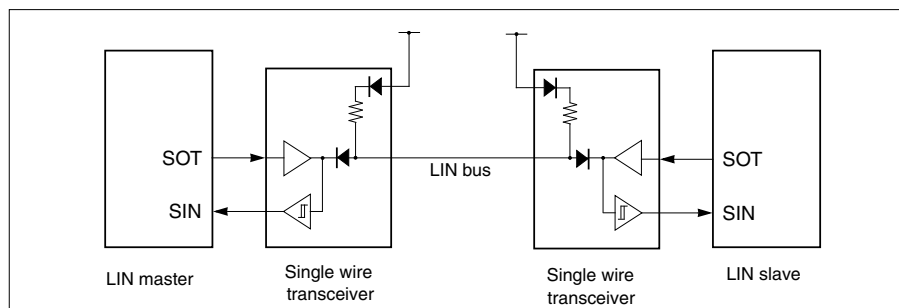 SOT
SIN
LIN bus
SOT
SIN
LIN master
Single wire
transceiver
Single wire
transceiver
LIN slave